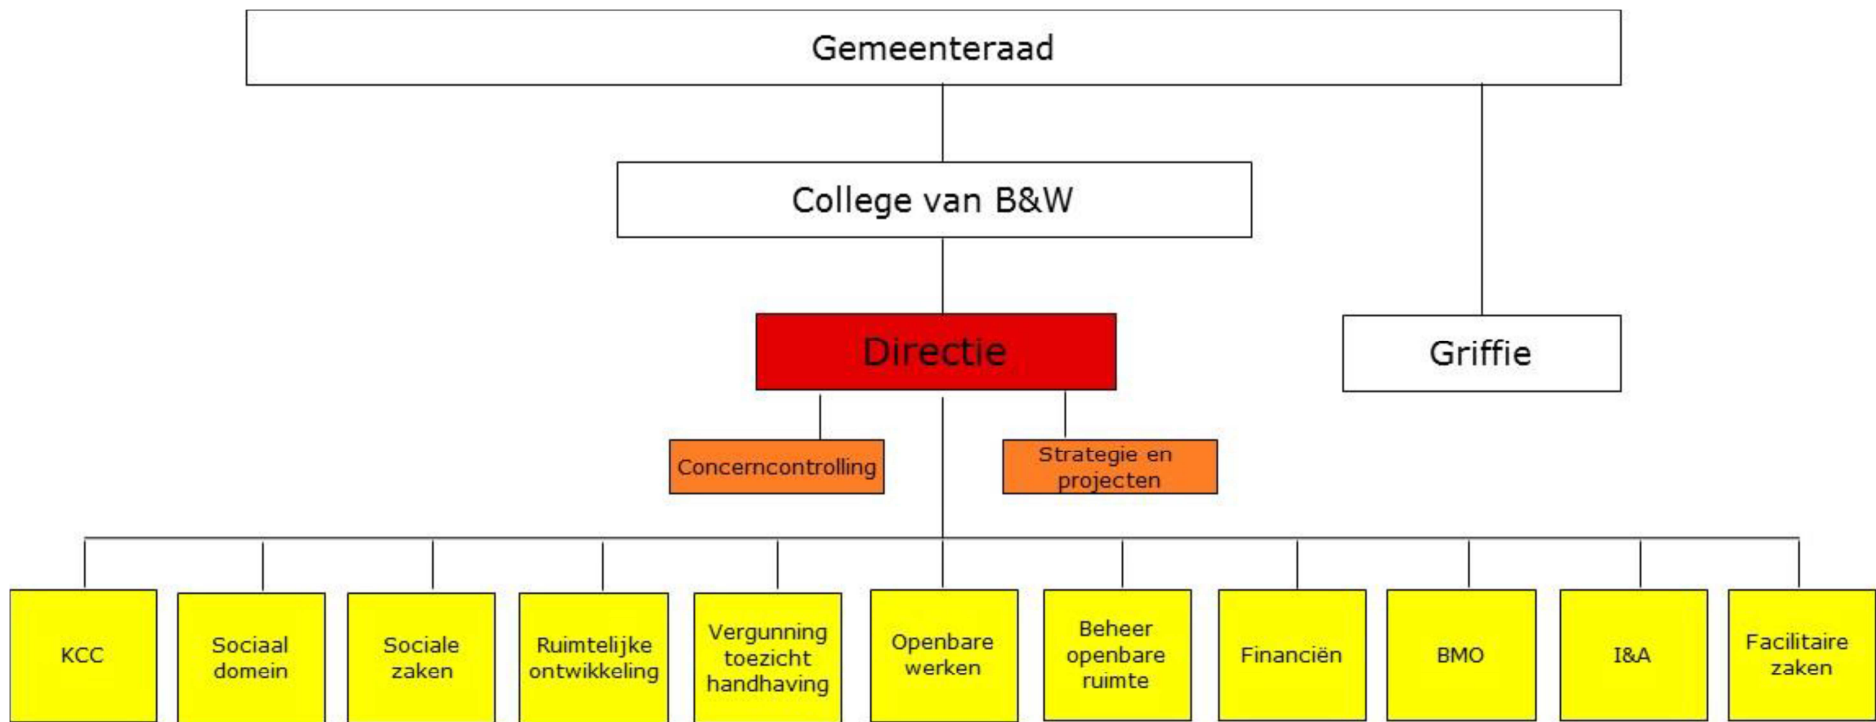 Gemeenteraad
College van B&W
Directie
Griffie
Concerncontrolling
Strategie en
projecten
KCC
Sociaal
domein
Sociale
zaken
Ruimtelijke
ontwikkeling
Vergunning
toezicht
handhaving
Openbare
werken
Beheer
openbare
ruimte
Financiën
BMO
I&A
Facilitaire
zaken